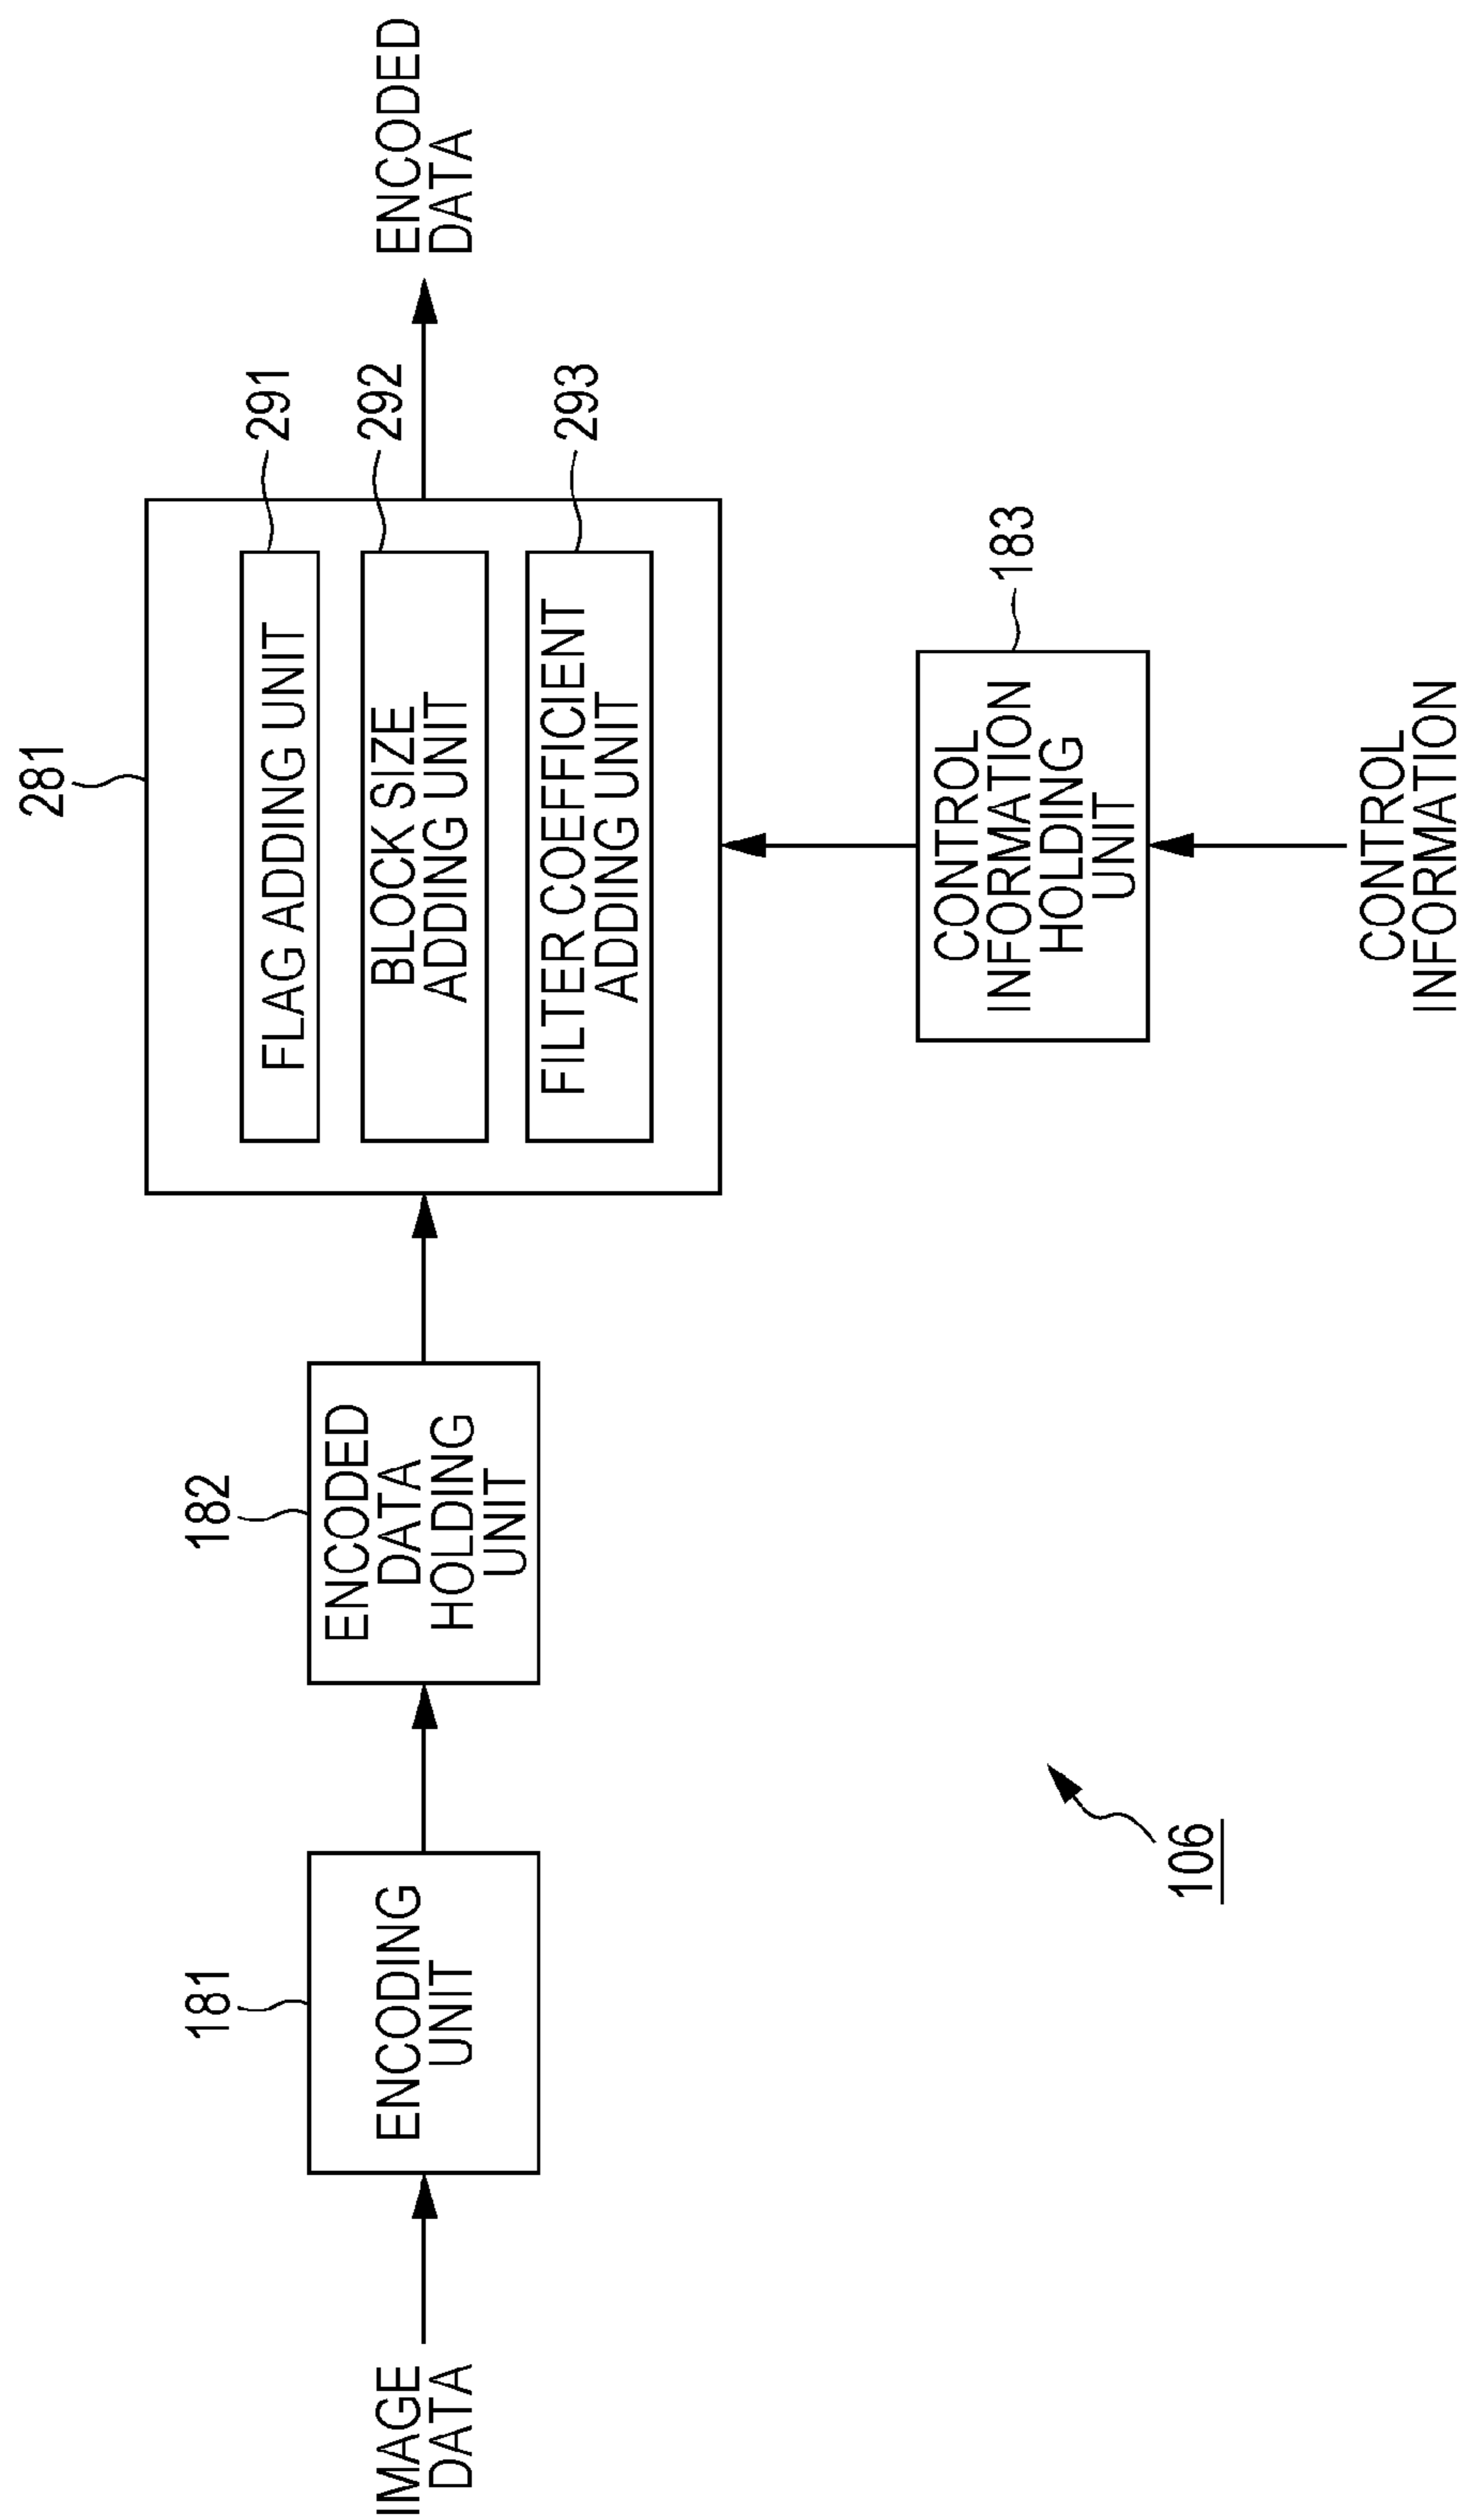 281
181
182
291
FLAG ADDING UNIT
292
IMAGE
DATA
ENCODING
UNIT
ENCODED
DATA
HOLDING
UNIT
BLOCK SIZE
ADDING UNIT
ENCODED
DATA
293
FILTER COEFFICIENT
ADDING UNIT
183
CONTROL
INFORMATION
HOLDING
UNIT
106
CONTROL
INFORMATION